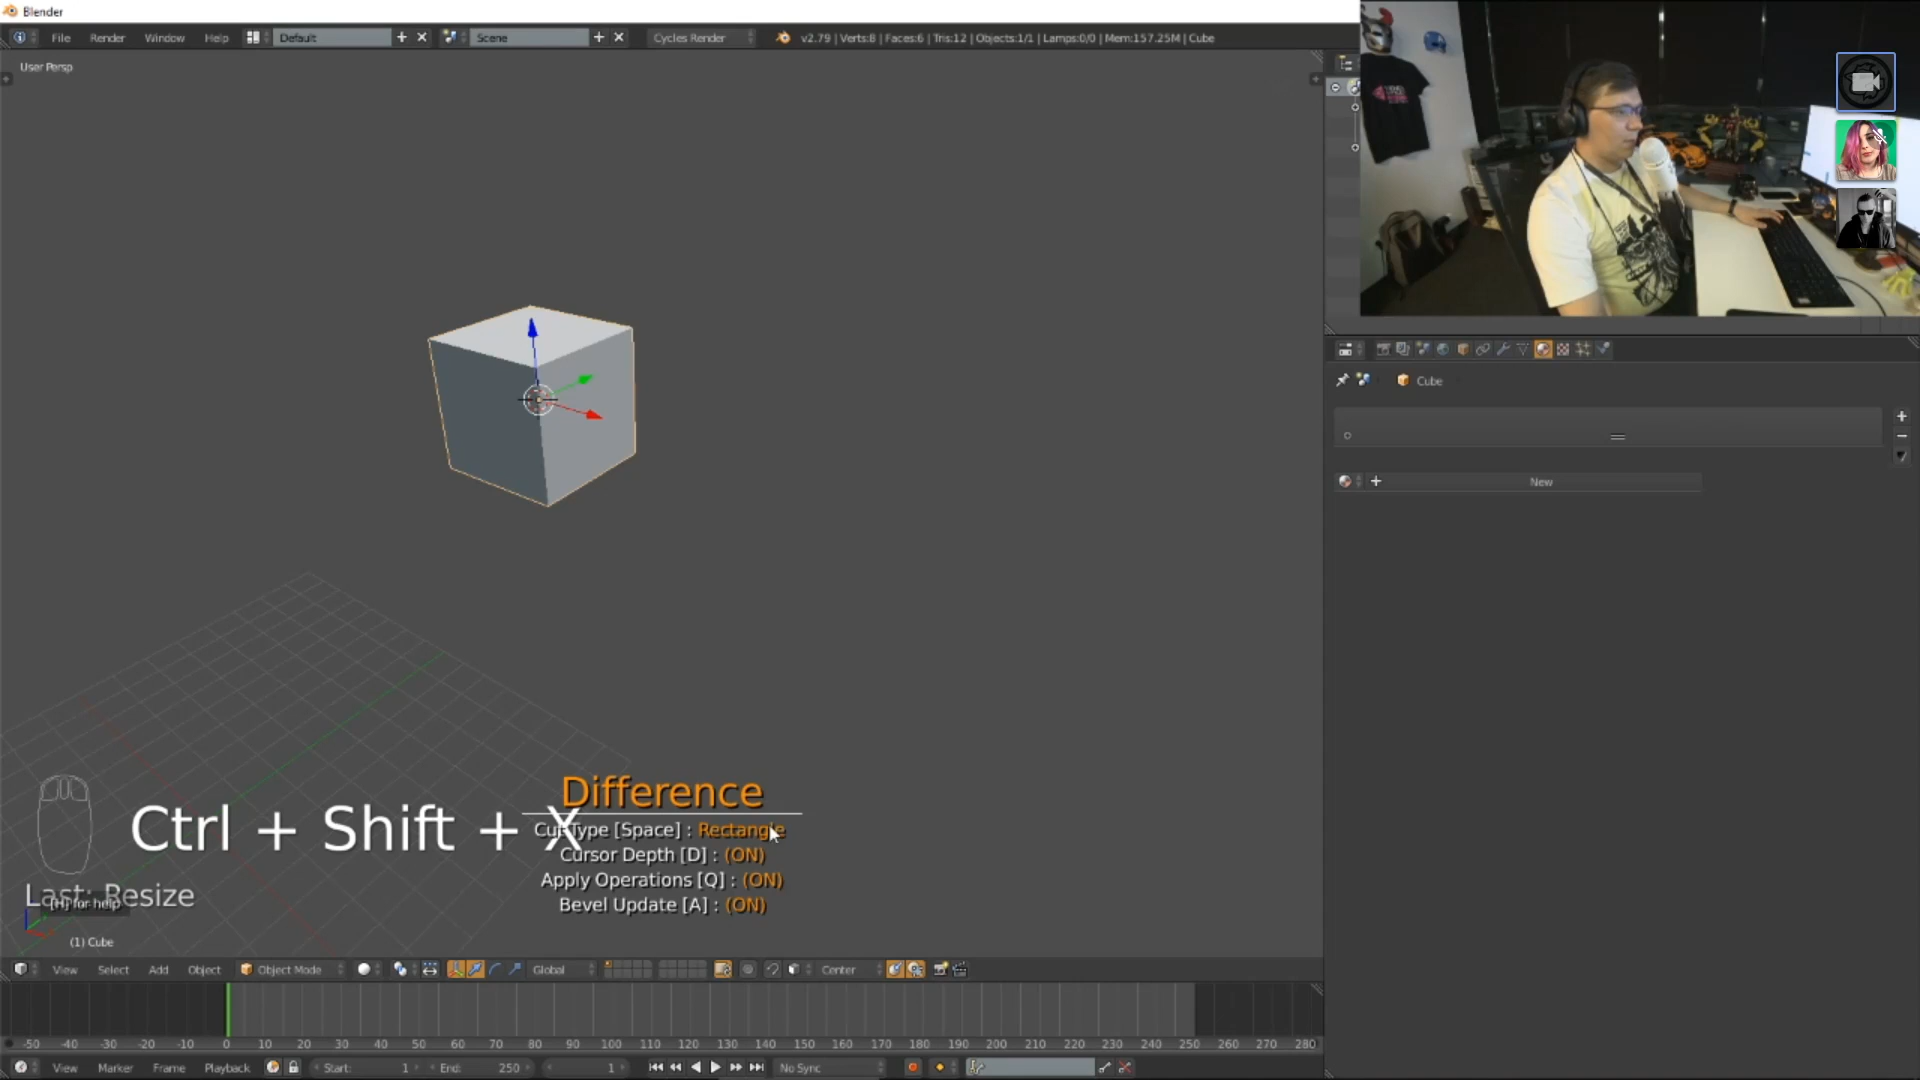 Blender
File Render Window Help Default Scene Cycles Render v2.79 | Verts:8 | Faces:6 | Tris:12 | Objects:1/1 | Lamps:0/0 | Mem:157.25M | Cube
User Persp
Cube
New
Difference
Ctrl + Shift + X
Cut Type [Space] : Rectangle
Cursor Depth [D] : (ON)
Apply Operations [Q] : (ON)
Bevel Update [A] : (ON)
Last: Resize
[H] for help
(1) Cube
View Select Add Object Object Mode Global Center
-50 -40 -30 -20 -10 0 10 20 30 40 50 60 70 80 90 100 110 120 130 140 150 160 170 180 190 200 210 220 230 240 250 260 270 280
View Marker Frame Playback Start: 1 End: 250 1 No Sync